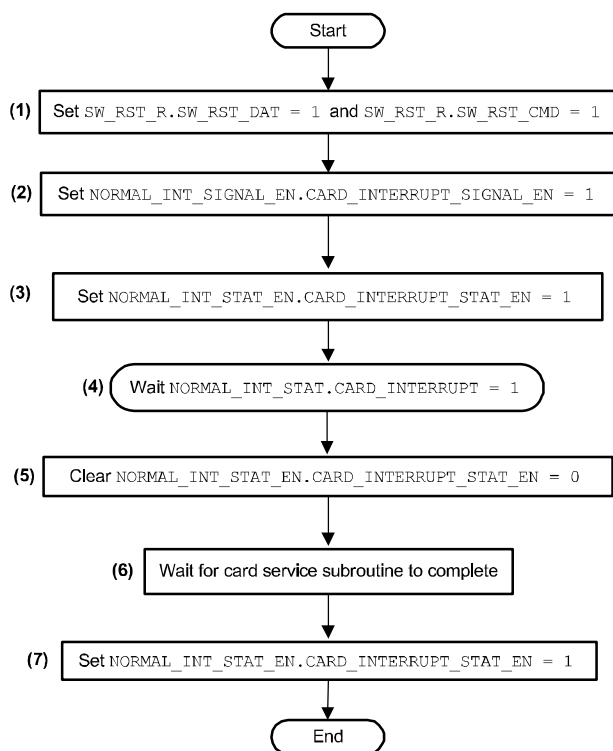 Start
(1) Set SW_RST_R.SW_RST_DAT = 1 and SW_RST_R.SW_RST_CMD = 1
(2) Set NORMAL_INT_SIGNAL_EN.CARD_INTERRUPT_SIGNAL_EN = 1
(3) Set NORMAL_INT_STAT_EN.CARD_INTERRUPT_STAT_EN = 1
(4) Wait NORMAL_INT_STAT.CARD_INTERRUPT = 1
(5) Clear NORMAL_INT_STAT_EN.CARD_INTERRUPT_STAT_EN = 0
(6) Wait for card service subroutine to complete
(7) Set NORMAL_INT_STAT_EN.CARD_INTERRUPT_STAT_EN = 1
End